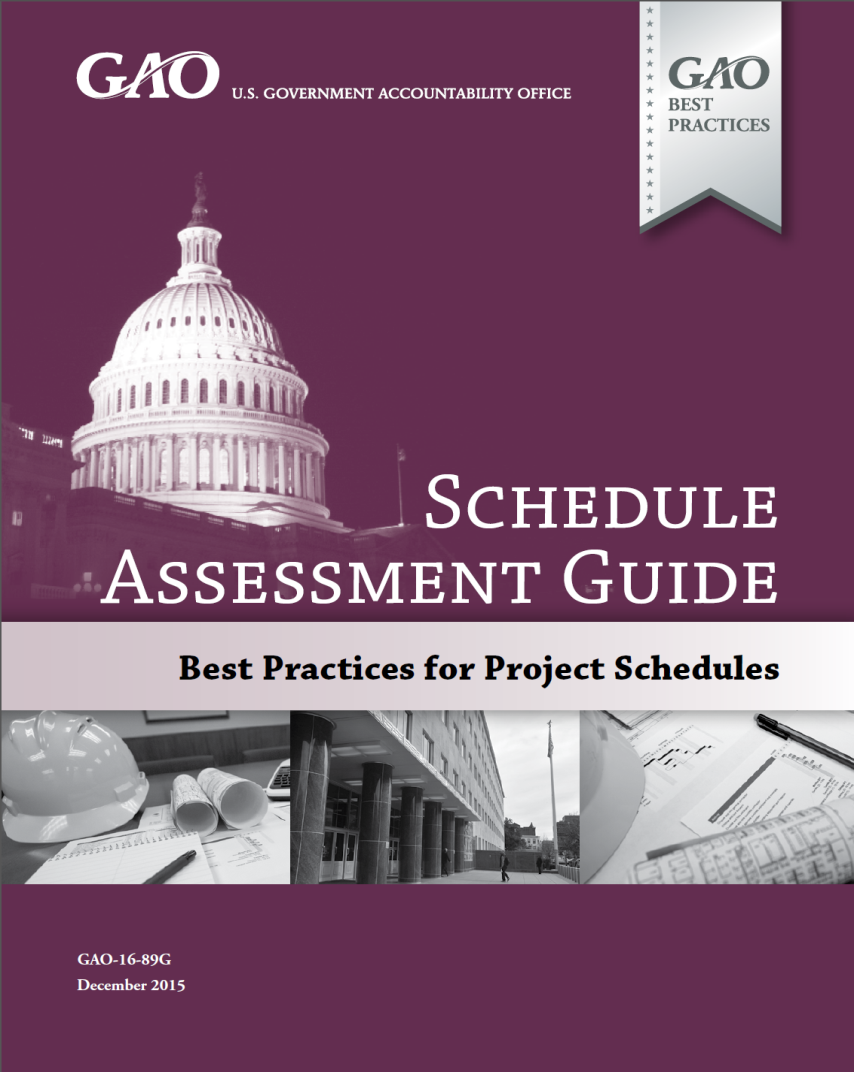 GAO
U.S. GOVERNMENT ACCOUNTABILITY OFFICE
GAO
BEST
PRACTICES
SCHEDULE
ASSESSMENT GUIDE
Best Practices for Project Schedules
GAO-16-89G
December 2015